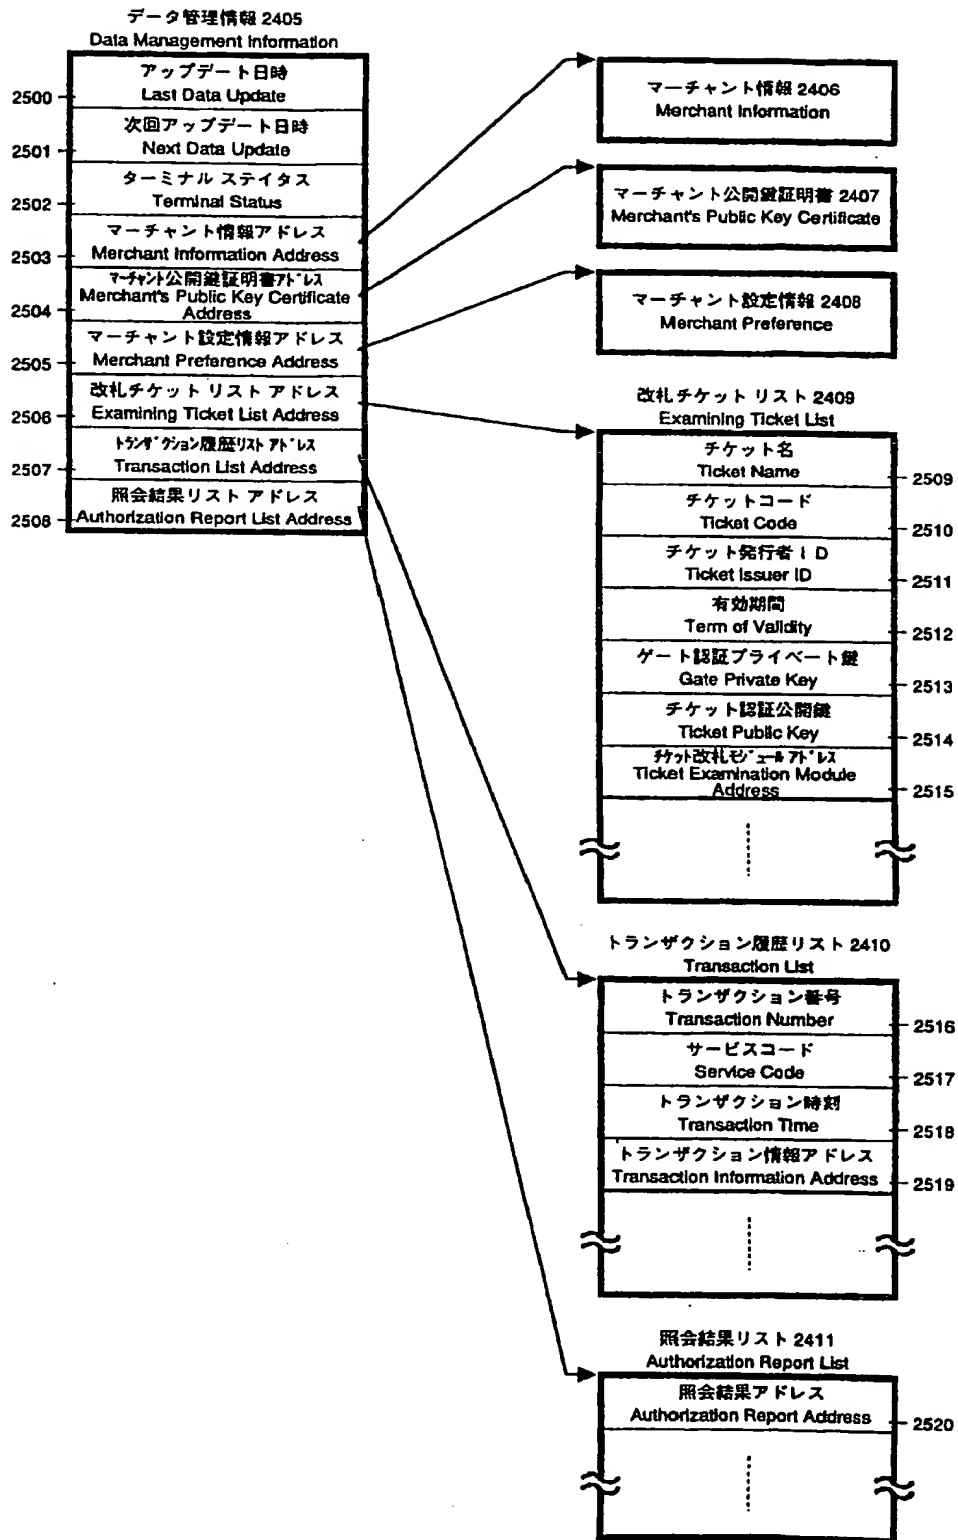 データ管理情報 2405
Data Management Information
アップデート日時
Last Data Update
2500
次回アップデート日時
Next Data Update
2501
ターミナル ステイタス
Terminal Status
2502
マーチャント情報アドレス
Merchant Information Address
2503
マーチャント公開鍵証明書アドレス
Merchant's Public Key Certificate
Address
2504
マーチャント設定情報アドレス
Merchant Preference Address
2505
改札チケット リスト アドレス
Examining Ticket List Address
2506
トランザクション履歴リスト アドレス
Transaction List Address
2507
照会結果リスト アドレス
Authorization Report List Address
2508
マーチャント情報 2406
Merchant Information
マーチャント公開鍵証明書 2407
Merchant's Public Key Certificate
マーチャント設定情報 2408
Merchant Preference
改札チケット リスト 2409
Examining Ticket List
チケット名
Ticket Name
2509
チケットコード
Ticket Code
2510
チケット発行者ＩＤ
Ticket Issuer ID
2511
有効期間
Term of Validity
2512
ゲート認証プライベート鍵
Gate Private Key
2513
チケット認証公開鍵
Ticket Public Key
2514
チケット改札モジュール アドレス
Ticket Examination Module
Address
2515
トランザクション履歴リスト 2410
Transaction List
トランザクション番号
Transaction Number
2516
サービスコード
Service Code
2517
トランザクション時刻
Transaction Time
2518
トランザクション情報アドレス
Transaction Information Address
2519
照会結果リスト 2411
Authorization Report List
照会結果アドレス
Authorization Report Address
2520